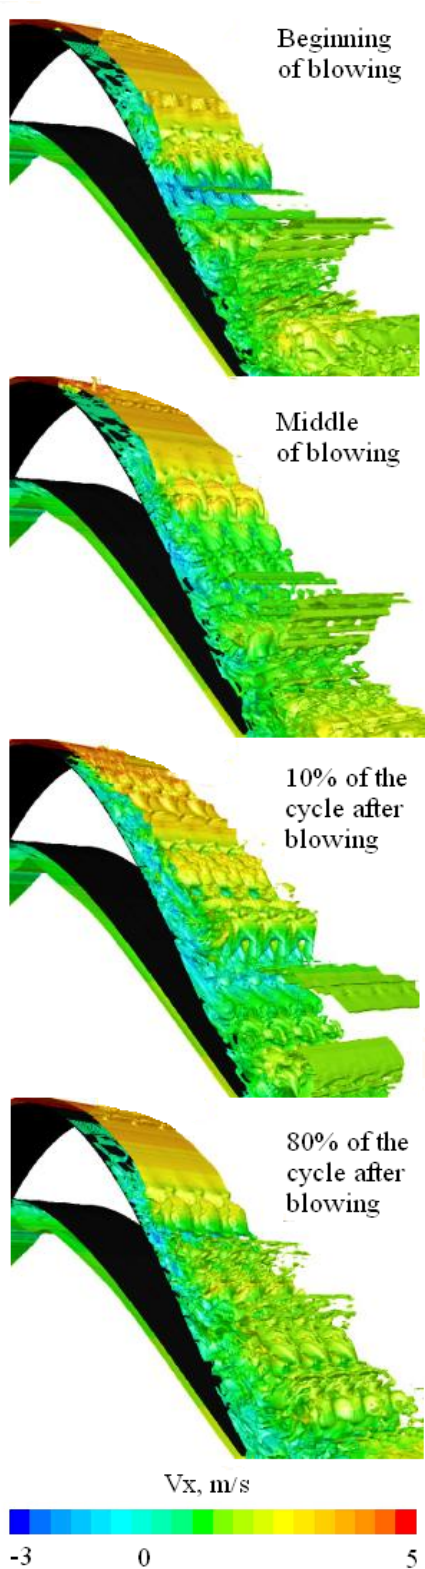 Beginning
of blowing
Middle
of blowing
10% of the
cycle after
blowing
80% of the
cycle after
blowing
Vx, m/s
-3 0 5